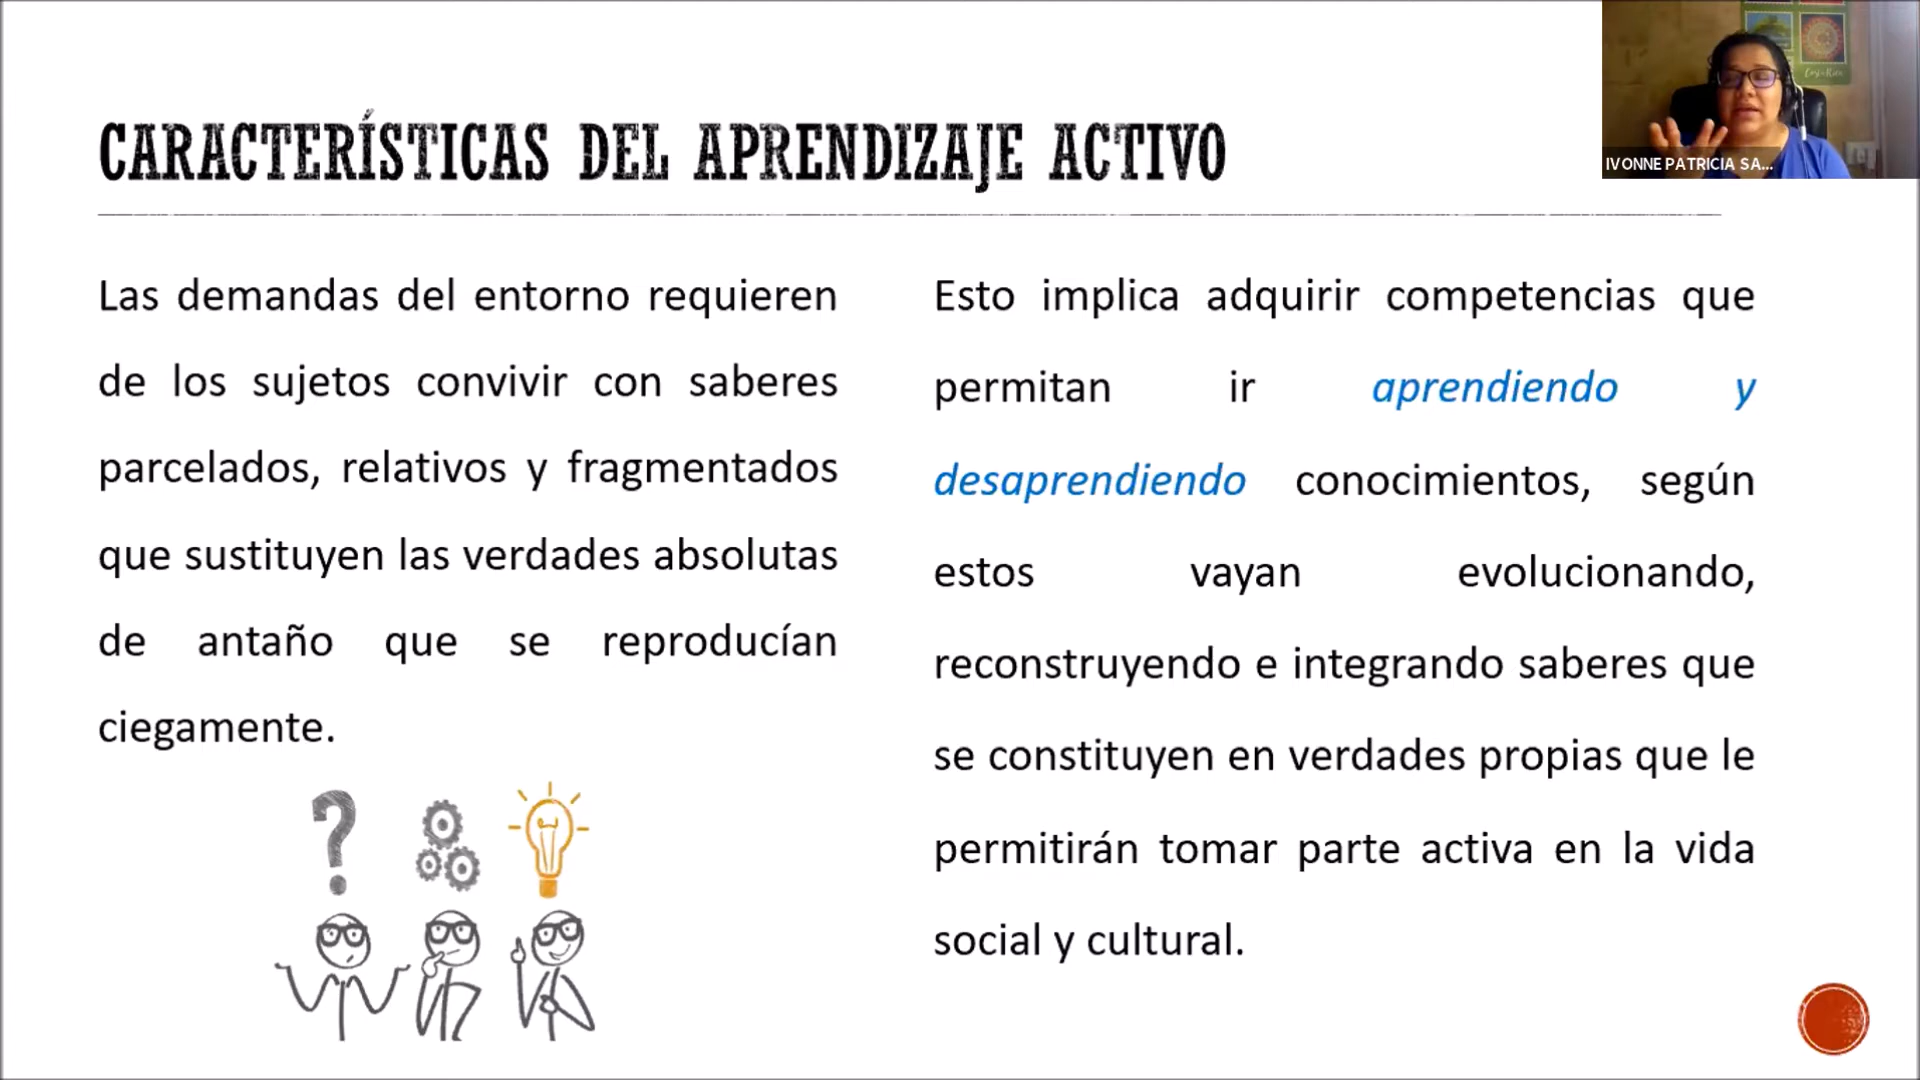 CARACTERÍSTICAS DEL APRENDIZAJE ACTIVO
Las demandas del entorno requieren
de los sujetos convivir con saberes
parcelados, relativos y fragmentados
que sustituyen las verdades absolutas
de antaño que se reproducían
ciegamente.
Esto implica adquirir competencias que
permitan ir aprendiendo y
desaprendiendo conocimientos, según
estos vayan evolucionando,
reconstruyendo e integrando saberes que
se constituyen en verdades propias que le
permitirán tomar parte activa en la vida
social y cultural.
?
Costa Rica
IVONNE PATRICIA SA...